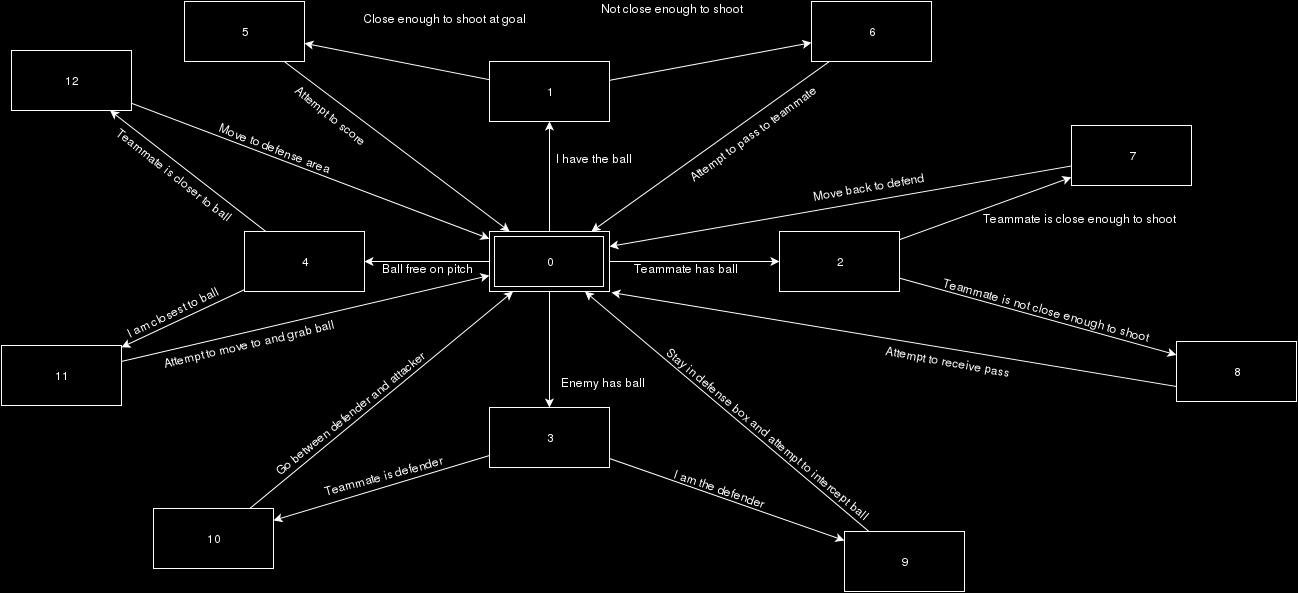 Close enough to shoot at goal
Not close enough to shoot
5
6
12
1
Attempt to score
Attempt to pass to teammate
Move to defense area
Teammate is closer to ball
I have the ball
7
Move back to defend
Teammate is close enough to shoot
4
0
2
Ball free on pitch
Teammate has ball
I am closest to ball
Teammate is not close enough to shoot
Attempt to move to and grab ball
Attempt to receive pass
11
8
Enemy has ball
Go between defender and attacker
Stay in defense box and attempt to intercept ball
3
Teammate is defender
I am the defender
10
9